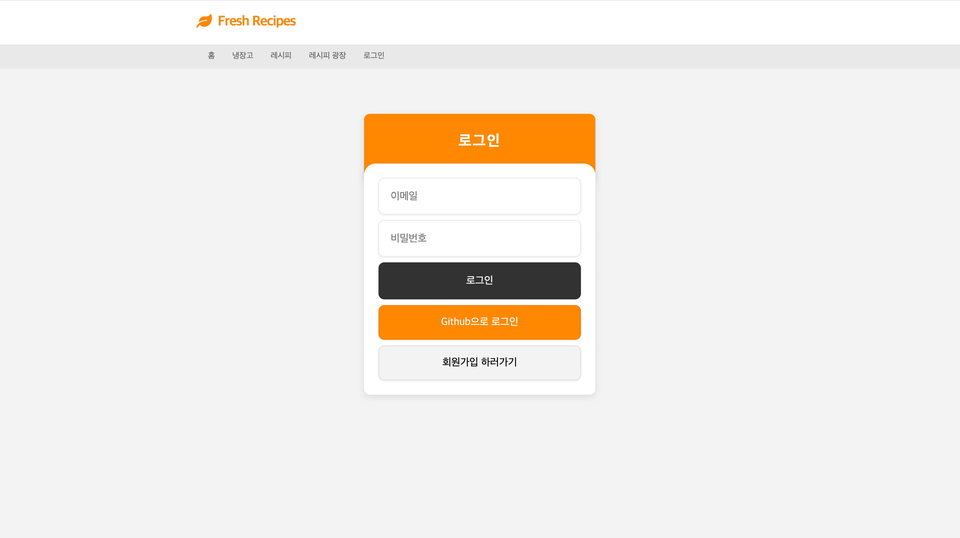 Fresh Recipes
홈 냉장고 레시피 레시피 광장 로그인
로그인
이메일
비밀번호
로그인
Github으로 로그인
회원가입 하러가기